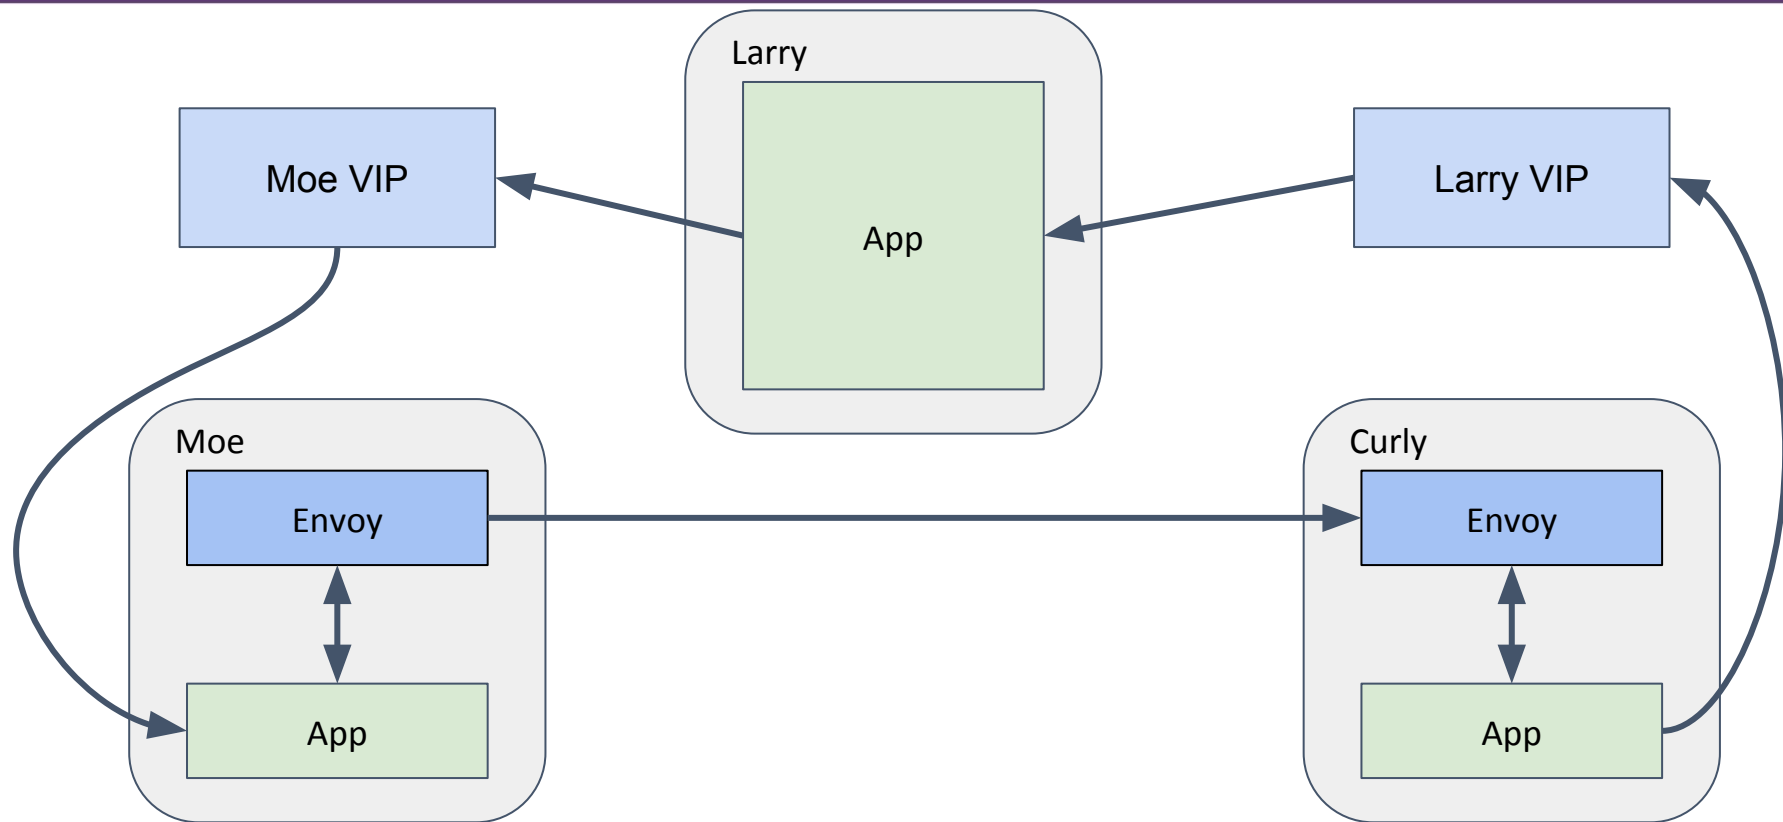 Larry
Moe VIP
App
Larry VIP
Moe
Envoy
App
Curly
Envoy
App